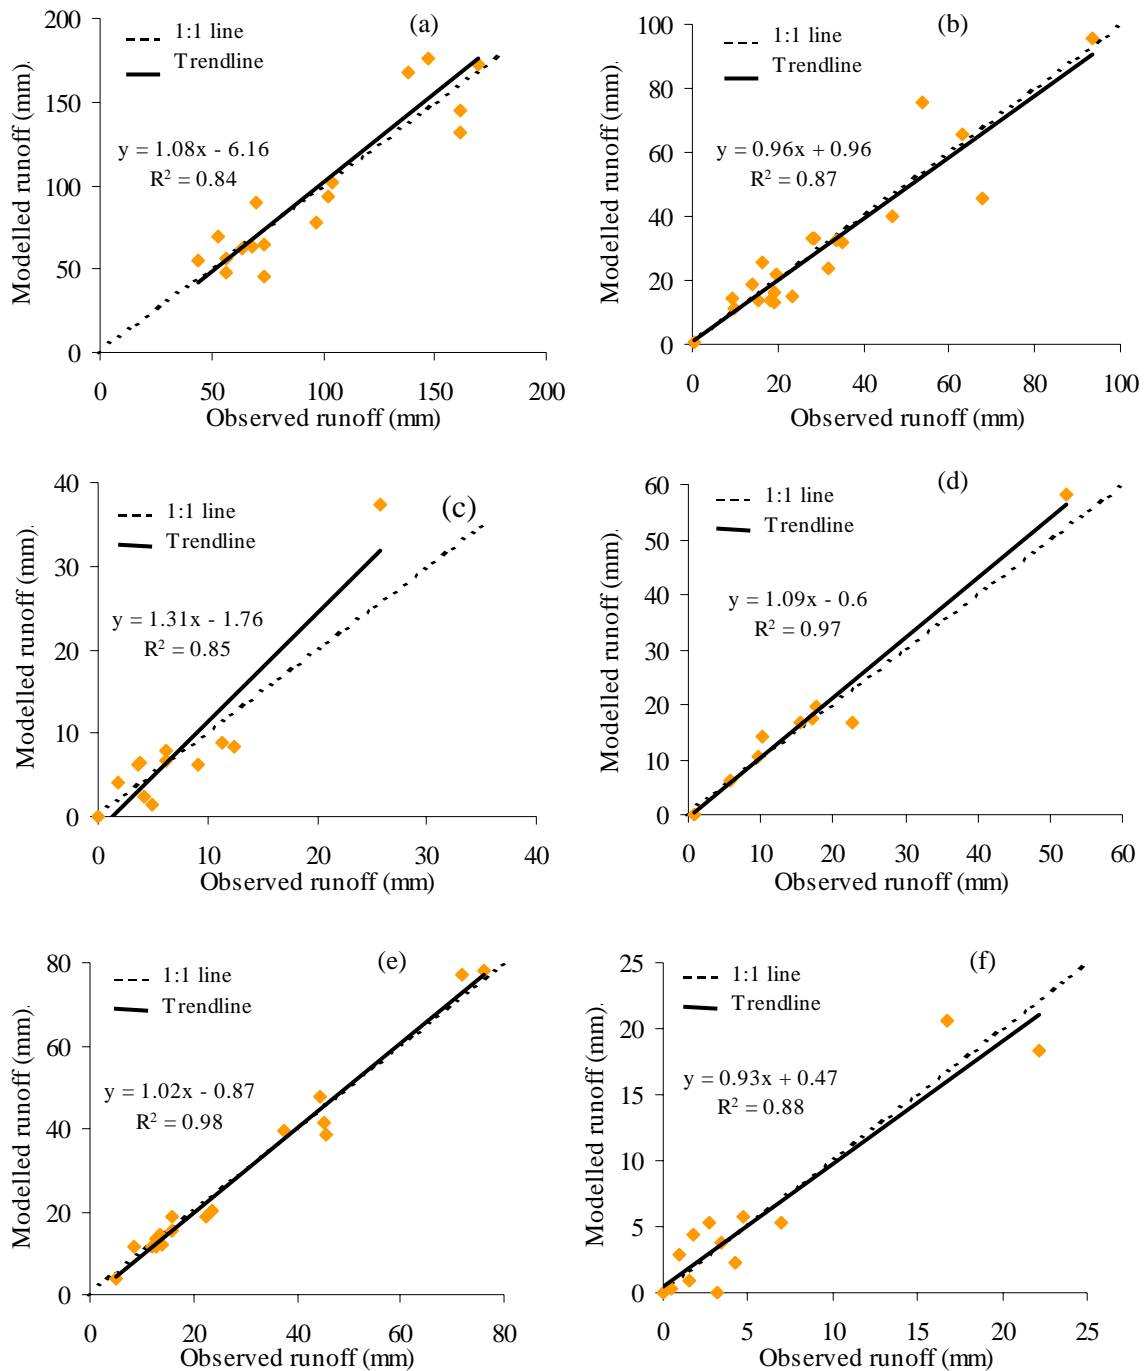 (a)
1:1 line
Trendline
y = 1.08x - 6.16
R² = 0.84
Modelled runoff (mm).
200
150
100
50
0
0 50 100 150 200
Observed runoff (mm)
(b)
1:1 line
Trendline
y = 0.96x + 0.96
R² = 0.87
Modelled runoff (mm).
100
80
60
40
20
0
0 20 40 60 80 100
Observed runoff (mm)
(c)
1:1 line
Trendline
y = 1.31x - 1.76
R² = 0.85
Modelled runoff (mm).
40
30
20
10
0
0 10 20 30 40
Observed runoff (mm)
(d)
1:1 line
Trendline
y = 1.09x - 0.6
R² = 0.97
Modelled runoff (mm).
60
50
40
30
20
10
0
0 10 20 30 40 50 60
Observed runoff (mm)
(e)
1:1 line
Trendline
y = 1.02x - 0.87
R² = 0.98
Modelled runoff (mm).
80
60
40
20
0
0 20 40 60 80
Observed runoff (mm)
(f)
1:1 line
Trendline
y = 0.93x + 0.47
R² = 0.88
Modelled runoff (mm).
25
20
15
10
5
0
0 5 10 15 20 25
Observed runoff (mm)